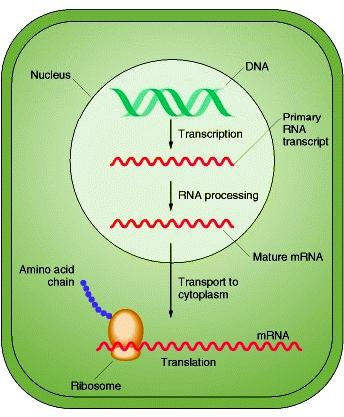 Nucleus
DNA
Transcription
Primary
RNA
transcript
RNA processing
Mature mRNA
Amino acid
chain
Transport to
cytoplasm
mRNA
Translation
Ribosome